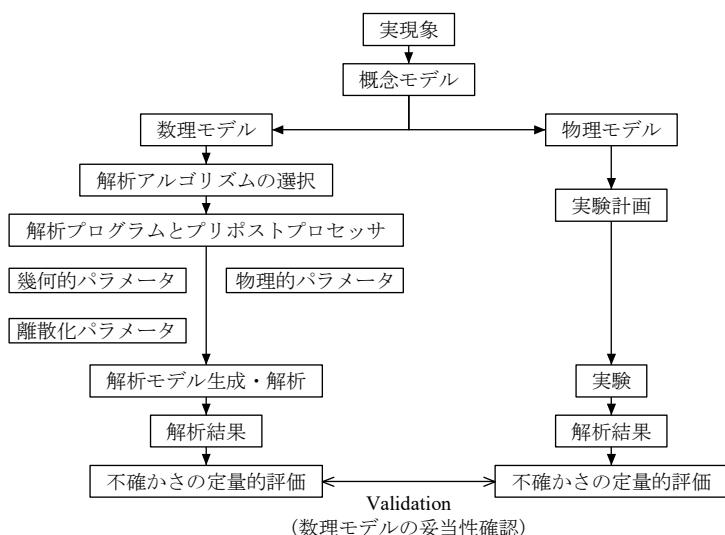 実現象
概念モデル
数理モデル
物理モデル
解析アルゴリズムの選択
実験計画
解析プログラムとプリポストプロセッサ
幾何的パラメータ
物理的パラメータ
離散化パラメータ
解析モデル生成・解析
実験
解析結果
解析結果
不確かさの定量的評価
不確かさの定量的評価
Validation
（数理モデルの妥当性確認）